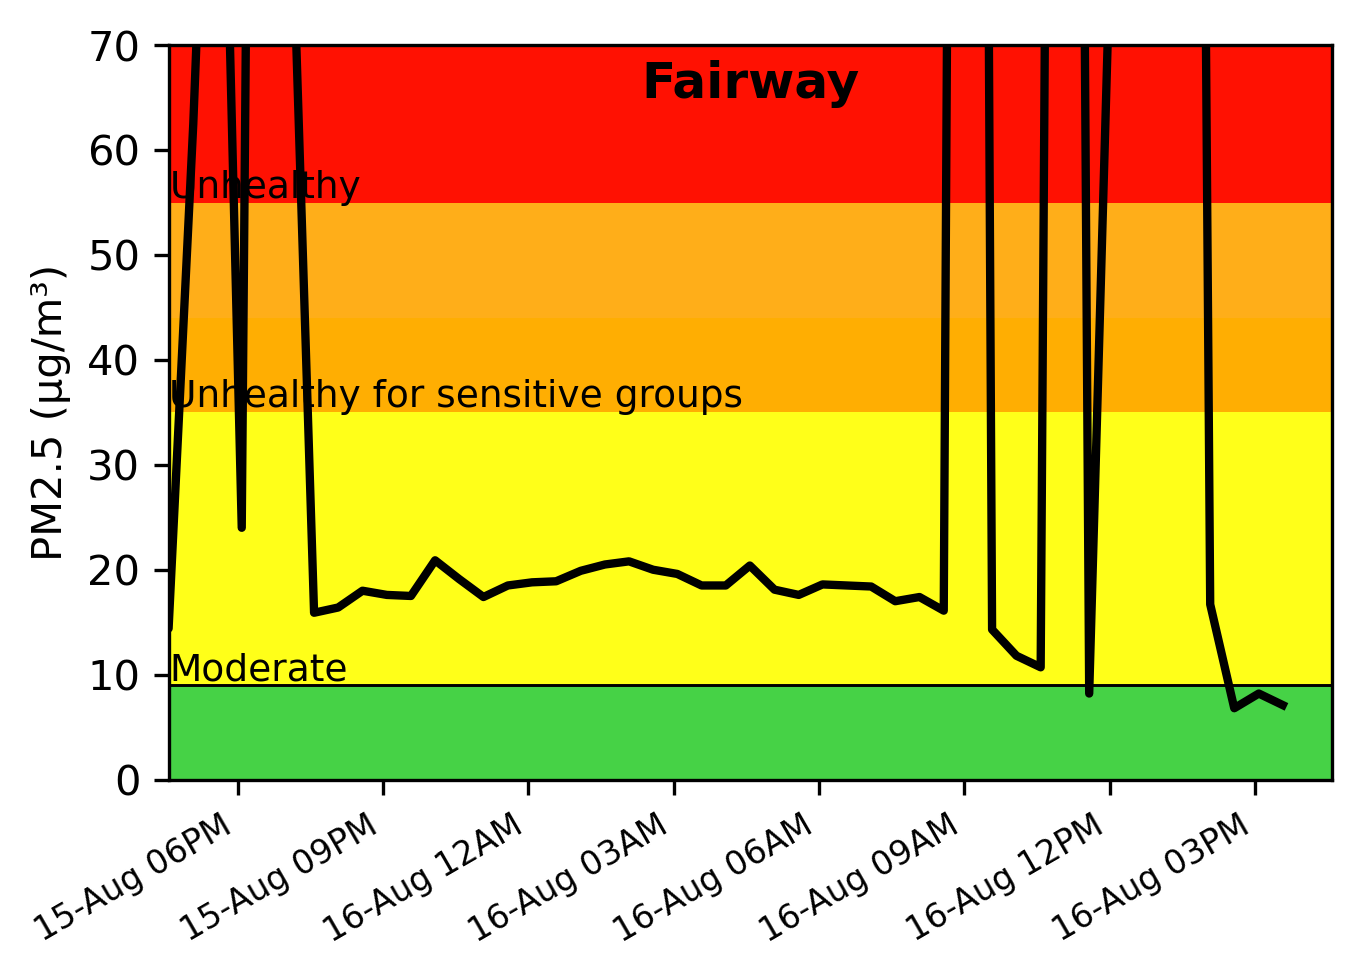 Fairway
PM2.5 (µg/m³)
70
60
50
40
30
20
10
0
Unhealthy
Unhealthy for sensitive groups
Moderate
15-Aug 06PM
15-Aug 09PM
16-Aug 12AM
16-Aug 03AM
16-Aug 06AM
16-Aug 09AM
16-Aug 12PM
16-Aug 03PM